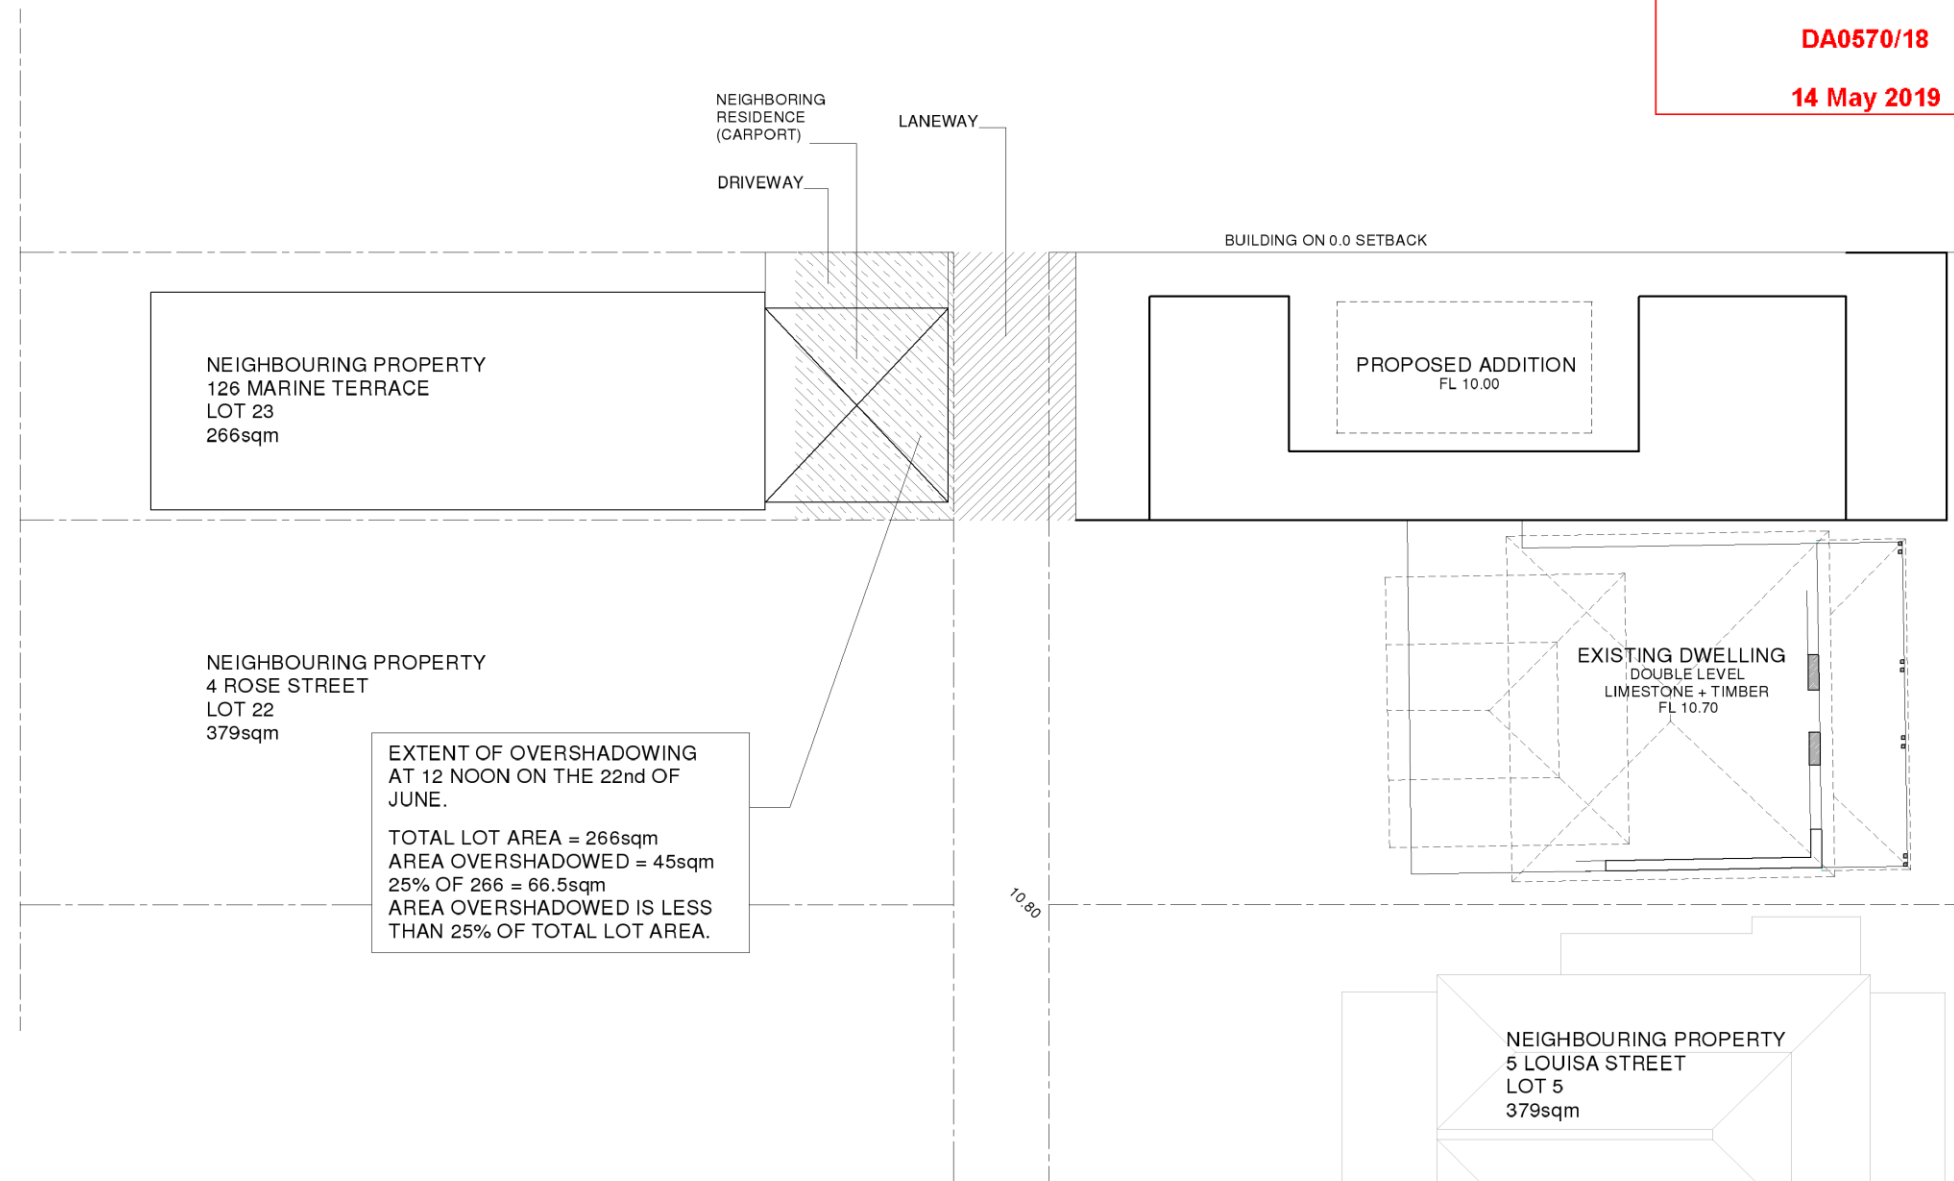 DA0570/18
14 May 2019
NEIGHBORING
RESIDENCE
(CARPORT)
LANEWAY
DRIVEWAY
BUILDING ON 0.0 SETBACK
NEIGHBOURING PROPERTY
126 MARINE TERRACE
LOT 23
266sqm
PROPOSED ADDITION
FL 10.00
NEIGHBOURING PROPERTY
4 ROSE STREET
LOT 22
379sqm
EXISTING DWELLING
DOUBLE LEVEL
LIMESTONE + TIMBER
FL 10.70
EXTENT OF OVERSHADOWING
AT 12 NOON ON THE 22nd OF
JUNE.
TOTAL LOT AREA = 266sqm
AREA OVERSHADOWED = 45sqm
25% OF 266 = 66.5sqm
AREA OVERSHADOWED IS LESS
THAN 25% OF TOTAL LOT AREA.
10.80
NEIGHBOURING PROPERTY
5 LOUISA STREET
LOT 5
379sqm